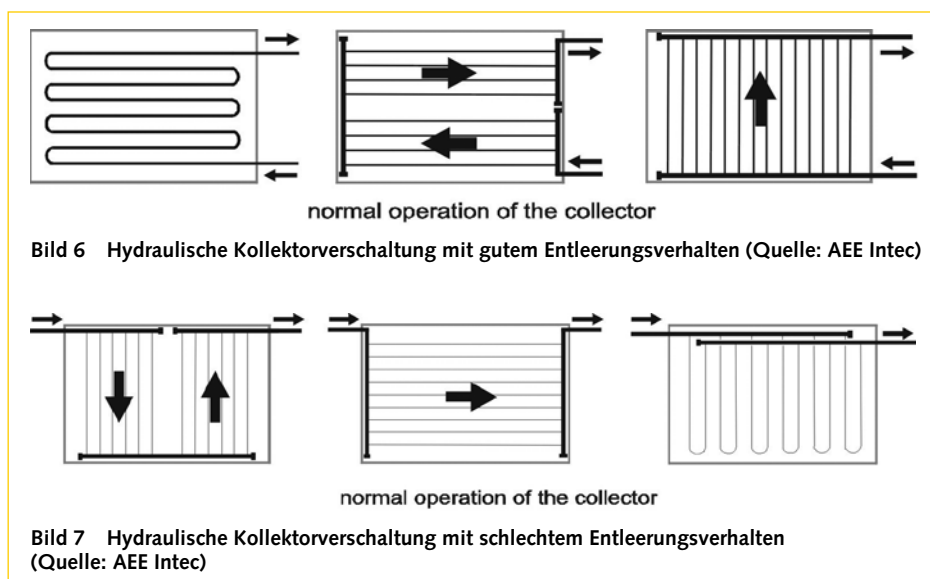 normal operation of the collector
Bild 6 Hydraulische Kollektorverschaltung mit gutem Entleerungsverhalten (Quelle: AEE Intec)
normal operation of the collector
Bild 7 Hydraulische Kollektorverschaltung mit schlechtem Entleerungsverhalten
(Quelle: AEE Intec)